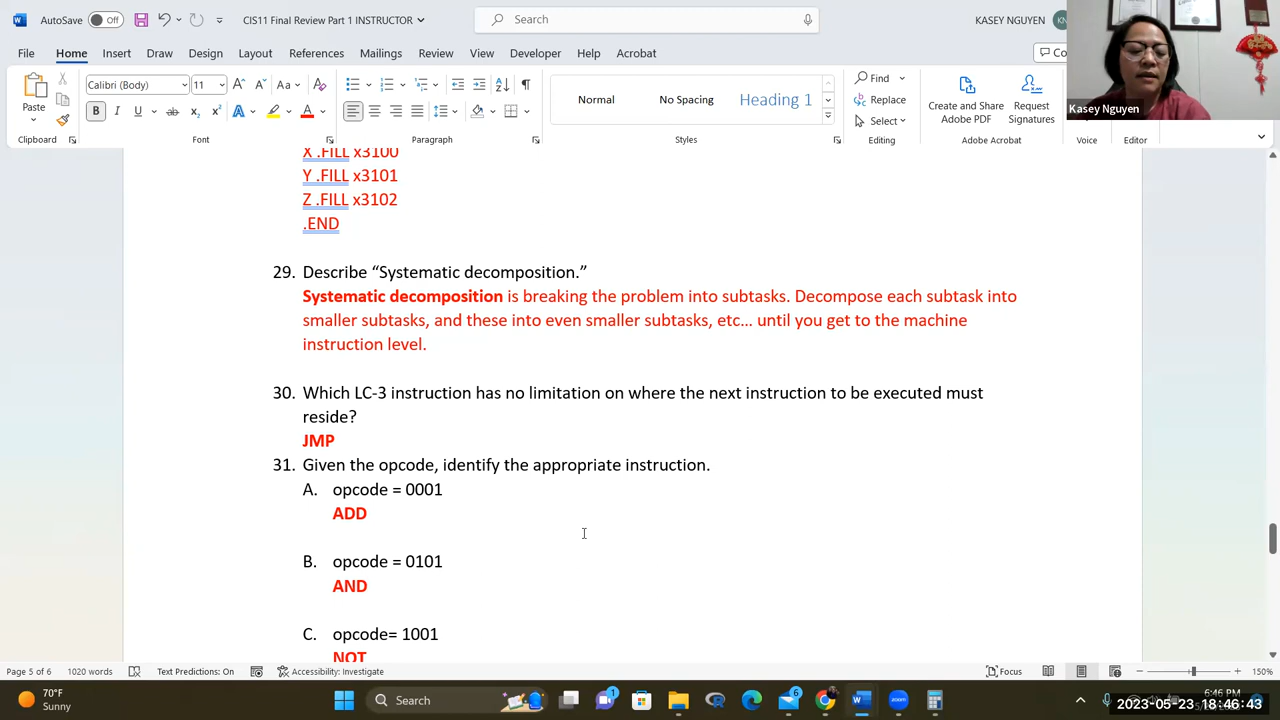 AutoSave Off CIS11 Final Review Part 1 INSTRUCTOR Search KASEY NGUYEN
File Home Insert Draw Design Layout References Mailings Review View Developer Help Acrobat
Calibri (Body) 11 Aa
Paste
B I U ab
Normal No Spacing Heading 1
Find
Replace
Select
Create and Share Adobe PDF
Request Signatures
Kasey Nguyen
Clipboard Font Paragraph Styles Editing Adobe Acrobat Voice Editor
X .FILL x3100
Y .FILL x3101
Z .FILL x3102
.END
29. Describe “Systematic decomposition.”
Systematic decomposition is breaking the problem into subtasks. Decompose each subtask into
smaller subtasks, and these into even smaller subtasks, etc… until you get to the machine
instruction level.
30. Which LC-3 instruction has no limitation on where the next instruction to be executed must
reside?
JMP
31. Given the opcode, identify the appropriate instruction.
A. opcode = 0001
ADD
B. opcode = 0101
AND
C. opcode= 1001
NOT
Page 5 of 6 1020 words Text Predictions: On Accessibility: Investigate Focus 150%
70°F
Sunny
Search
1
6
zoom
6:46 PM
2023-05-23 18:46:43